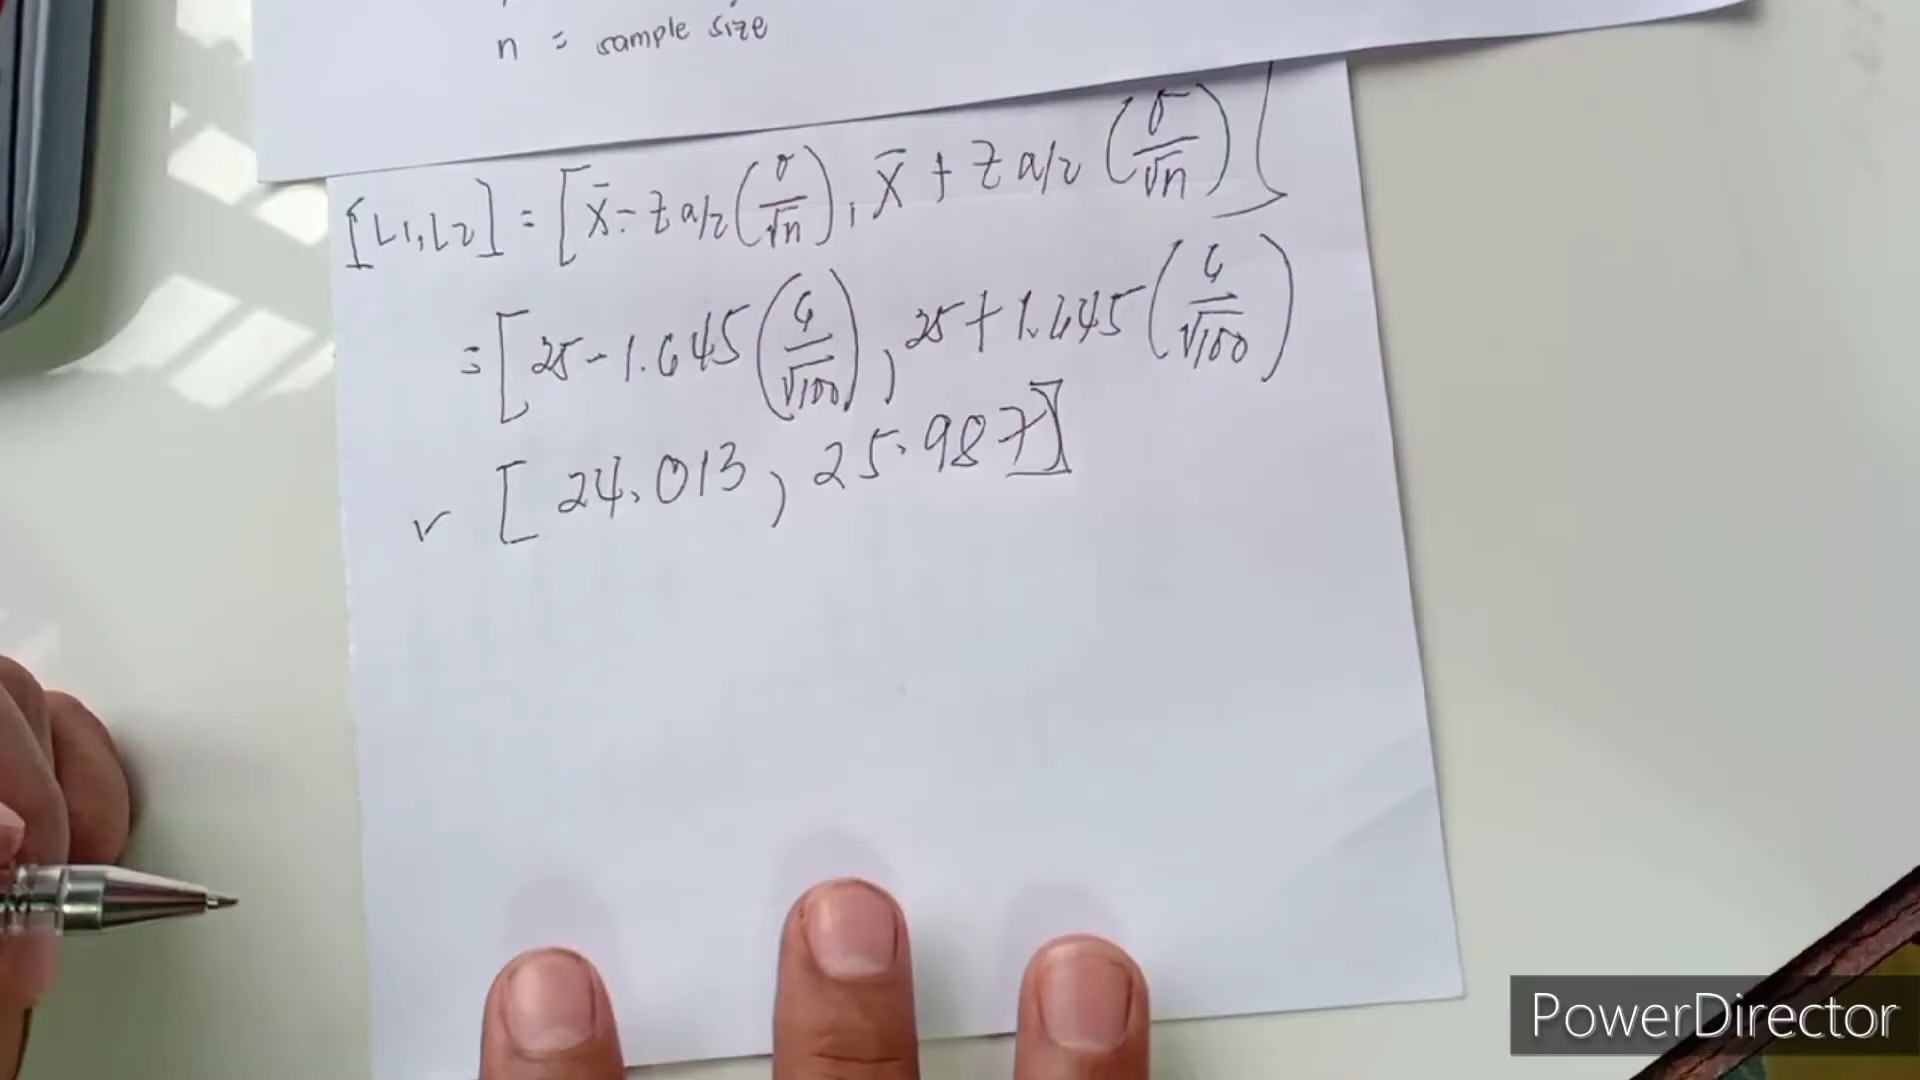 n = sample size
[L1, L2] = [x̄ - Z a/2 (σ/√n), x̄ + Z a/2 (σ/√n)]
= [25 - 1.645 (6/√100), 25 + 1.645 (6/√100)
[24.013, 25.987]
PowerDirector